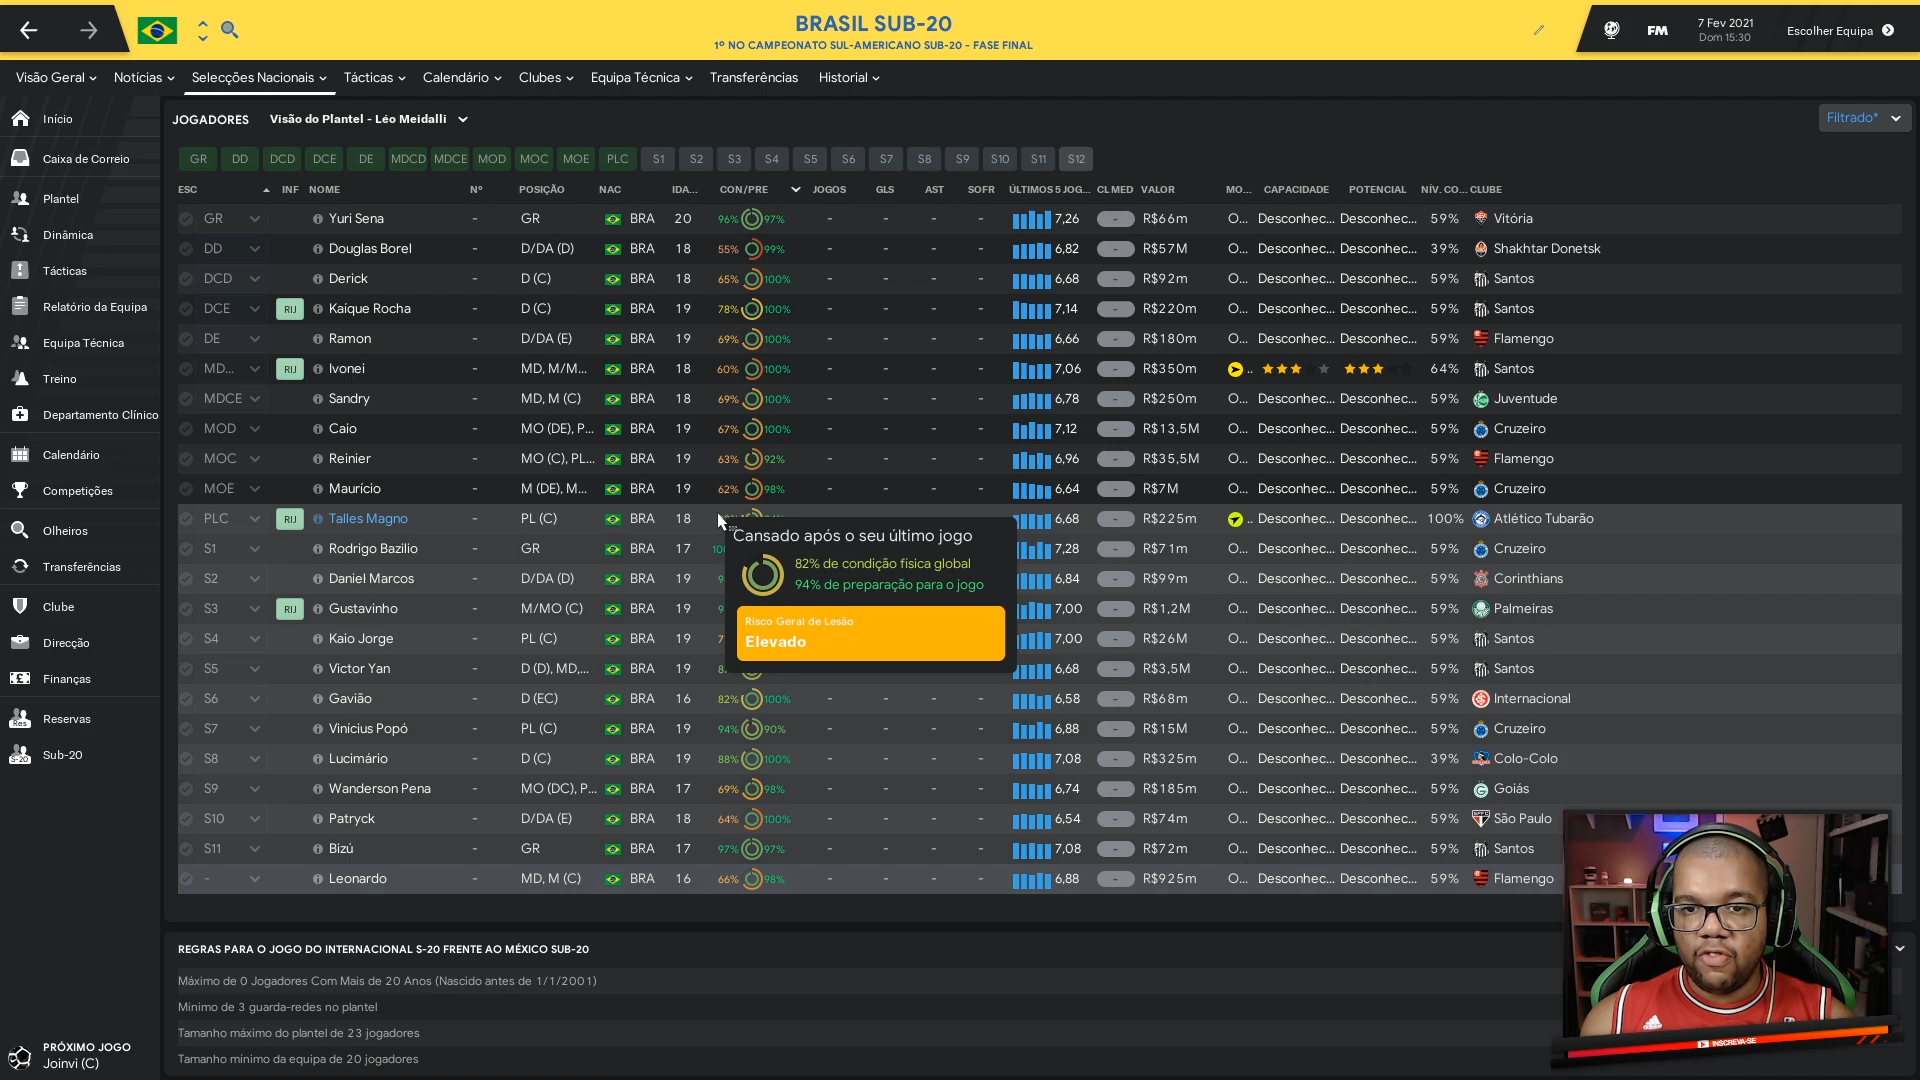 BRASIL SUB-20
1º NO CAMPEONATO SUL-AMERICANO SUB-20 - FASE FINAL
FM
7 Fev 2021
Dom 15:30
Escolher Equipa
Visão Geral Notícias Selecções Nacionais Tácticas Calendário Clubes Equipa Técnica Transferências Historial
Início
Caixa de Correio
Plantel
Dinâmica
Tácticas
Relatório da Equipa
Equipa Técnica
Treino
Departamento Clínico
Calendário
Competições
Olheiros
Transferências
Clube
Direcção
Finanças
Res Reservas
S-20 Sub-20
PRÓXIMO JOGO
Joinvi (C)
JOGADORES Visão do Plantel - Léo Meidalli Filtrado*
GR DD DCD DCE DE MDCD MDCE MOD MOC MOE PLC S1 S2 S3 S4 S5 S6 S7 S8 S9 S10 S11 S12
ESC INF NOME Nº POSIÇÃO NAC IDA... CON/PRE JOGOS GLS AST SOFR ÚLTIMOS 5 JOG... CL MED VALOR MO... CAPACIDADE POTENCIAL NÍV. CO... CLUBE
GR Yuri Sena - GR BRA 20 96% 97% - - - - 7,26 - R$66m O... Desconhec... Desconhec... 59% Vitória
DD Douglas Borel - D/DA (D) BRA 18 55% 99% - - - - 6,82 - R$57M O... Desconhec... Desconhec... 39% Shakhtar Donetsk
DCD Derick - D (C) BRA 18 65% 100% - - - - 6,68 - R$92m O... Desconhec... Desconhec... 59% Santos
DCE RIJ Kaíque Rocha - D (C) BRA 19 78% 100% - - - - 7,14 - R$220m O... Desconhec... Desconhec... 59% Santos
DE Ramon - D/DA (E) BRA 19 69% 100% - - - - 6,66 - R$180m O... Desconhec... Desconhec... 59% Flamengo
MD... RIJ Ivonei - MD, M/M... BRA 18 60% 100% - - - - 7,06 - R$350m .. 64% Santos
MDCE Sandry - MD, M (C) BRA 18 69% 100% - - - - 6,78 - R$250m O... Desconhec... Desconhec... 59% Juventude
MOD Caio - MO (DE), P... BRA 19 67% 100% - - - - 7,12 - R$13,5M O... Desconhec... Desconhec... 59% Cruzeiro
MOC Reinier - MO (C), PL... BRA 19 63% 92% - - - - 6,96 - R$35,5M O... Desconhec... Desconhec... 59% Flamengo
MOE Maurício - M (DE), M... BRA 19 62% 98% - - - - 6,64 - R$7M O... Desconhec... Desconhec... 59% Cruzeiro
PLC RIJ Talles Magno - PL (C) BRA 18 6,68 - R$225m .. 100% Atlético Tubarão
S1 Rodrigo Bazilio - GR BRA 17 7,28 - R$71m O... Desconhec... Desconhec... 59% Cruzeiro
S2 Daniel Marcos - D/DA (D) BRA 19 6,84 - R$99m O... Desconhec... Desconhec... 59% Corinthians
S3 RIJ Gustavinho - M/MO (C) BRA 19 7,00 - R$1,2M O... Desconhec... Desconhec... 59% Palmeiras
S4 Kaio Jorge - PL (C) BRA 19 7,00 - R$26M O... Desconhec... Desconhec... 59% Santos
S5 Victor Yan - D (D), MD,... BRA 19 6,68 - R$3,5M O... Desconhec... Desconhec... 59% Santos
S6 Gavião - D (EC) BRA 16 82% 100% - - - - 6,58 - R$68m O... Desconhec... Desconhec... 59% Internacional
S7 Vinícius Popó - PL (C) BRA 19 94% 90% - - - - 6,88 - R$15M O... Desconhec... Desconhec... 59% Cruzeiro
S8 Lucimário - D (C) BRA 19 88% 100% - - - - 7,08 - R$325m O... Desconhec... Desconhec... 39% Colo-Colo
S9 Wanderson Pena - MO (DC), P... BRA 17 69% 98% - - - - 6,74 - R$185m O... Desconhec... Desconhec... 59% Goiás
S10 Patryck - D/DA (E) BRA 18 64% 100% - - - - 6,54 - R$74m O... Desconhec... Desconhec... 59% São Paulo
S11 Bizú - GR BRA 17 97% 97% - - - - 7,08 - R$72m O... Desconhec... Desconhec... 59% Santos
- Leonardo - MD, M (C) BRA 16 66% 98% - - - - 6,88 - R$925m O... Desconhec... Desconhec... 59% Flamengo
Cansado após o seu último jogo
82% de condição física global
94% de preparação para o jogo
Risco Geral de Lesão
Elevado
REGRAS PARA O JOGO DO INTERNACIONAL S-20 FRENTE AO MÉXICO SUB-20
Máximo de 0 Jogadores Com Mais de 20 Anos (Nascido antes de 1/1/2001)
Mínimo de 3 guarda-redes no plantel
Tamanho máximo do plantel de 23 jogadores
Tamanho mínimo da equipa de 20 jogadores
INSCREVA-SE